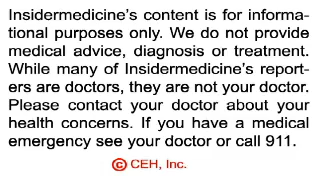 Insidermedicine's content is for informa-
tional purposes only. We do not provide
medical advice, diagnosis or treatment.
While many of Insidermedicine's report-
ers are doctors, they are not your doctor.
Please contact your doctor about your
health concerns. If you have a medical
emergency see your doctor or call 911.
© CEH, Inc.